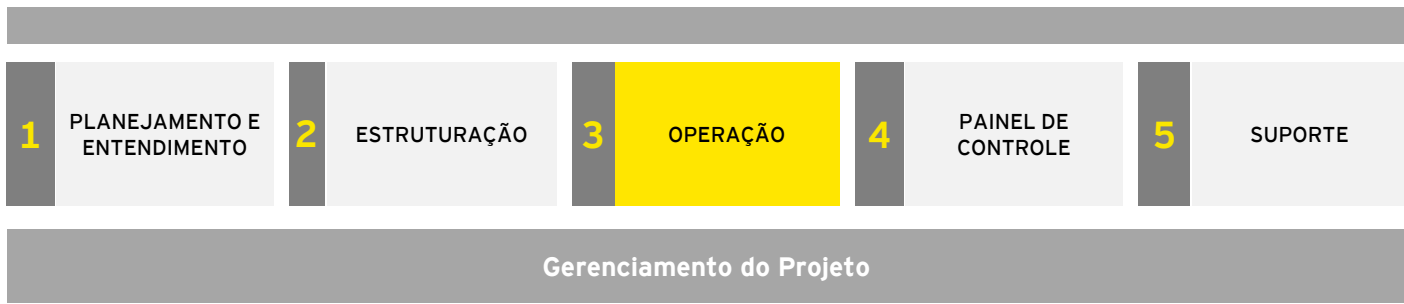 1
PLANEJAMENTO E
ENTENDIMENTO
2
ESTRUTURAÇÃO
3
OPERAÇÃO
4
PAINEL DE
CONTROLE
5
SUPORTE
Gerenciamento do Projeto